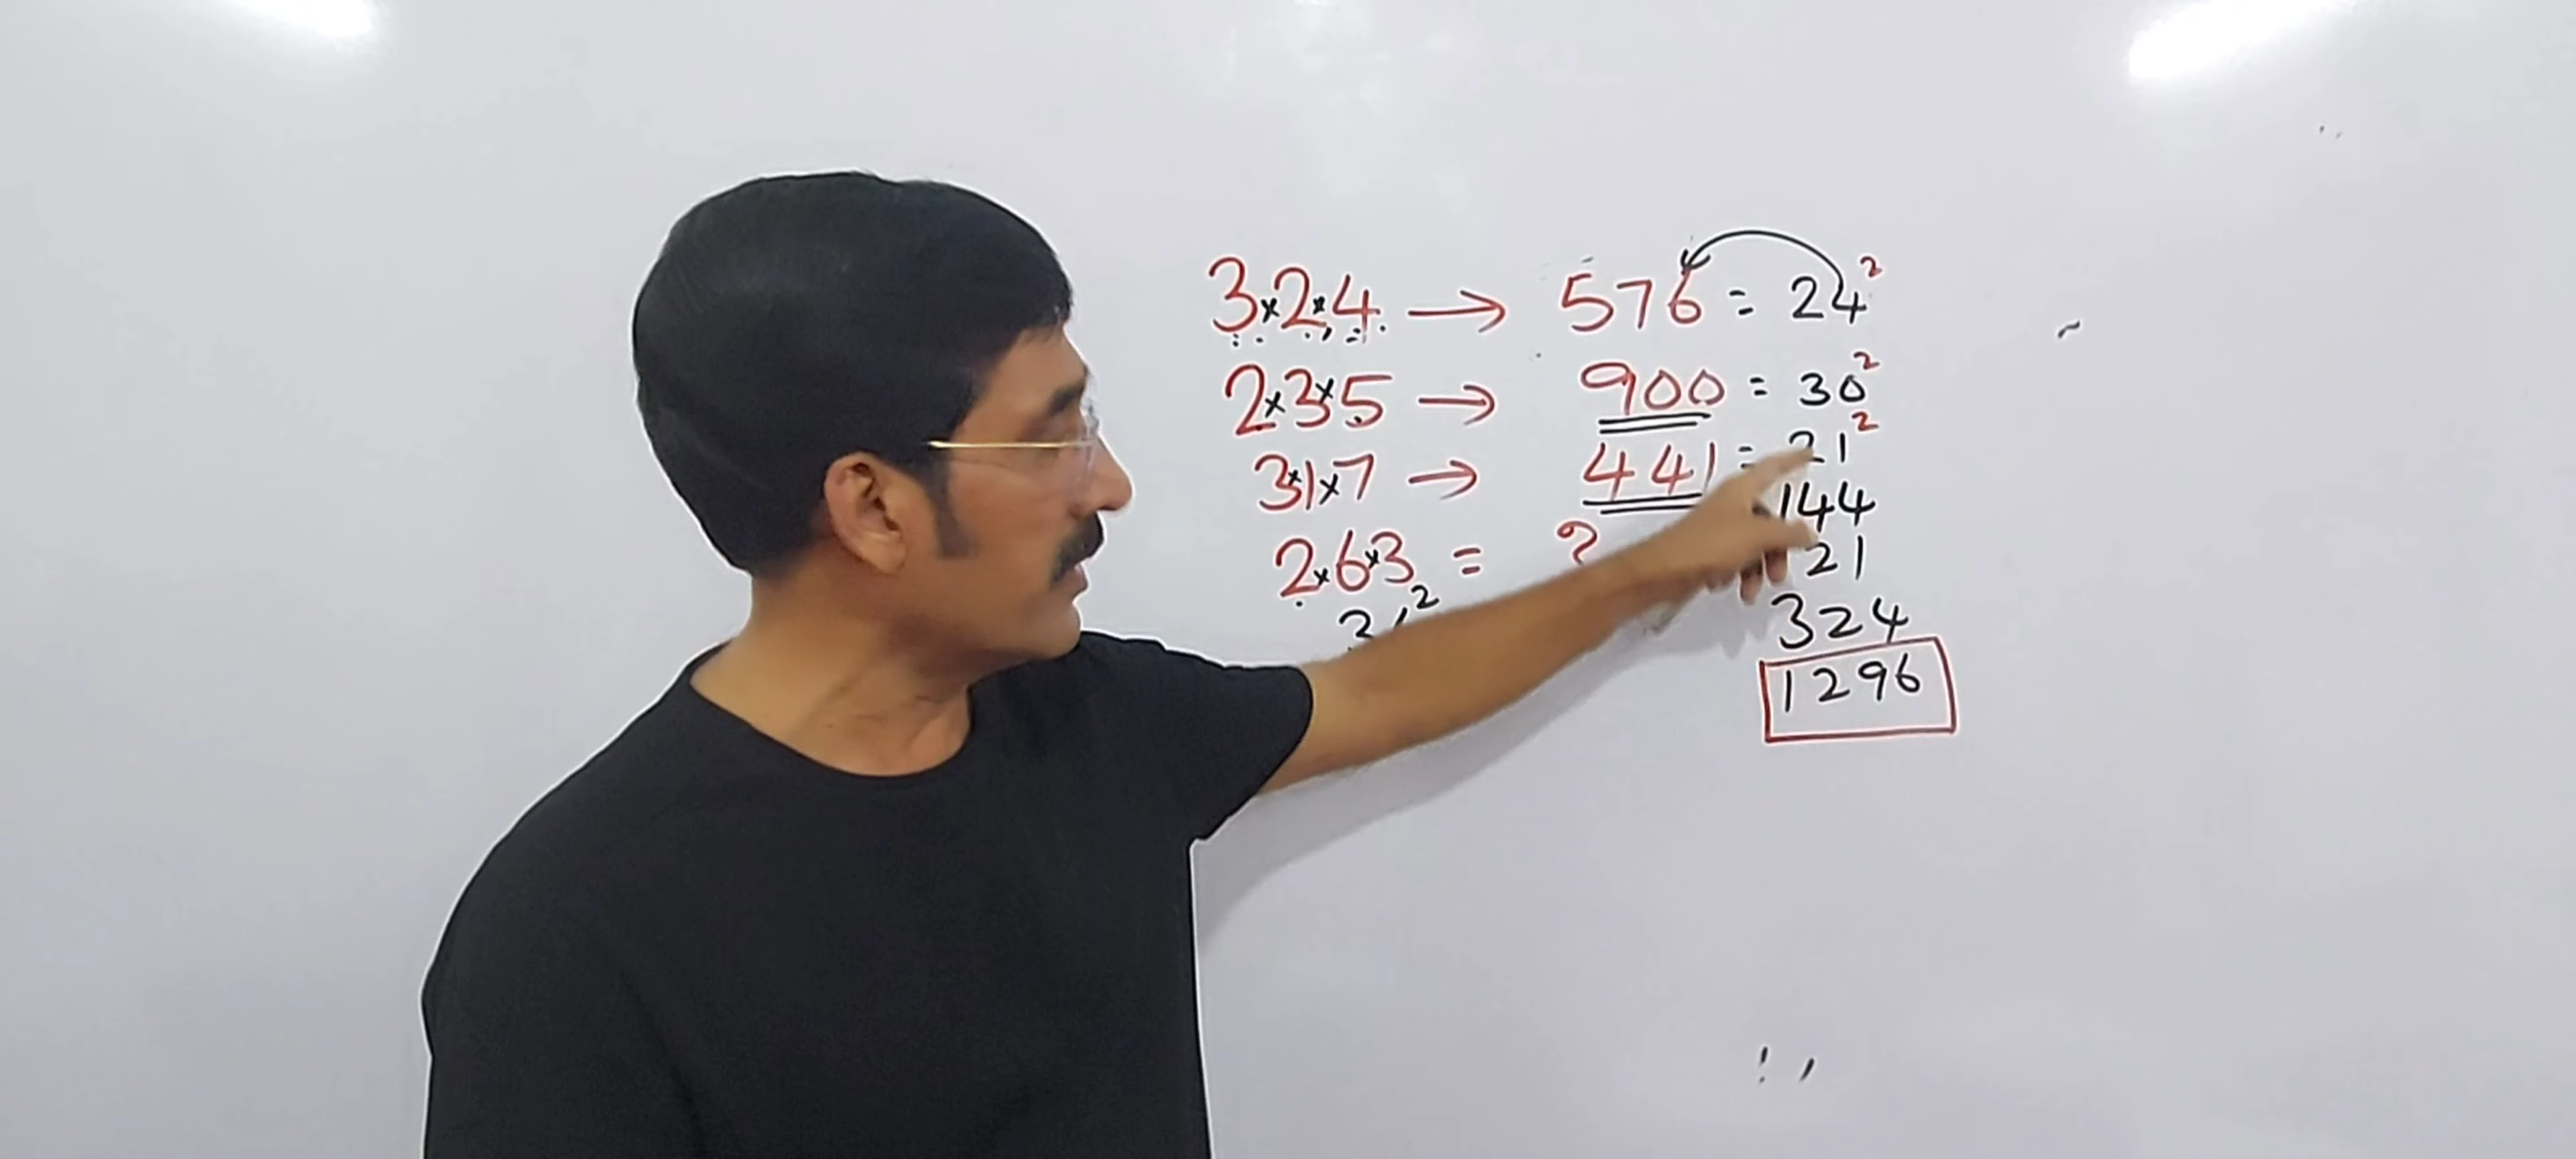 3×2×4 → 576 = 24²
2×3×5 → 900 = 30²
3×1×7 → 441 = 21²
144
2×6×3 = ?
21
324
1296